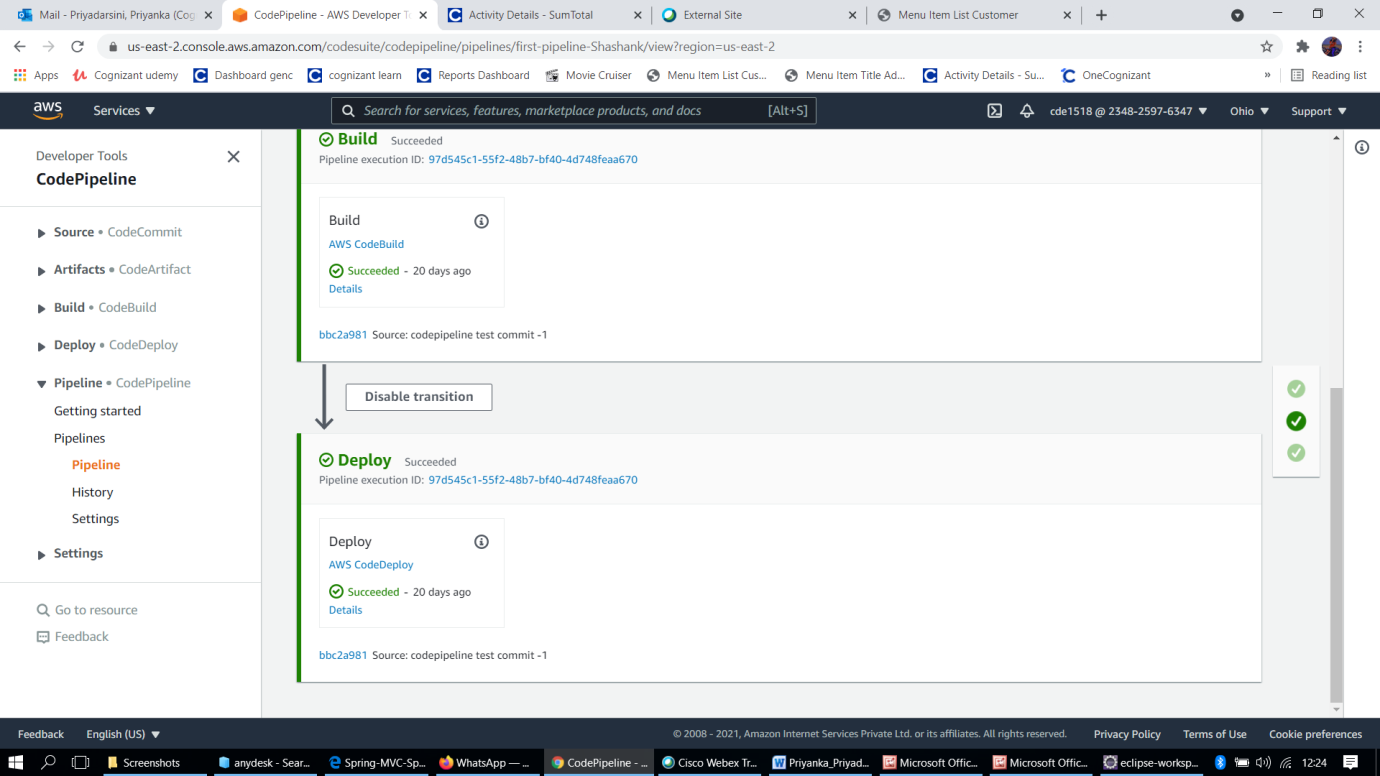 Mail - Priyadarsini, Priyanka (Cog
CodePipeline - AWS Developer To
Activity Details - SumTotal
External Site
Menu Item List Customer
us-east-2.console.aws.amazon.com/codesuite/codepipeline/pipelines/first-pipeline-Shashank/view?region=us-east-2
Apps
Cognizant udemy
Dashboard genc
cognizant learn
Reports Dashboard
Movie Cruiser
Menu Item List Cus...
Menu Item Title Ad...
Activity Details - Su...
OneCognizant
»
Reading list
aws
Services
Search for services, features, marketplace products, and docs
[Alt+S]
cde1518 @ 2348-2597-6347
Ohio
Support
Developer Tools
CodePipeline
Source • CodeCommit
Artifacts • CodeArtifact
Build • CodeBuild
Deploy • CodeDeploy
Pipeline • CodePipeline
Getting started
Pipelines
Pipeline
History
Settings
Settings
Go to resource
Feedback
Build Succeeded
Pipeline execution ID: 97d545c1-55f2-48b7-bf40-4d748feaa670
Build
AWS CodeBuild
Succeeded - 20 days ago
Details
bbc2a981 Source: codepipeline test commit -1
Disable transition
Deploy Succeeded
Pipeline execution ID: 97d545c1-55f2-48b7-bf40-4d748feaa670
Deploy
AWS CodeDeploy
Succeeded - 20 days ago
Details
bbc2a981 Source: codepipeline test commit -1
Feedback
English (US)
© 2008 - 2021, Amazon Internet Services Private Ltd. or its affiliates. All rights reserved.
Privacy Policy
Terms of Use
Cookie preferences
Screenshots
anydesk - Sear...
Spring-MVC-Sp...
WhatsApp — ...
CodePipeline - ...
Cisco Webex Tr...
Priyanka_Priyad...
Microsoft Offic...
Microsoft Offic...
eclipse-worksp...
12:24